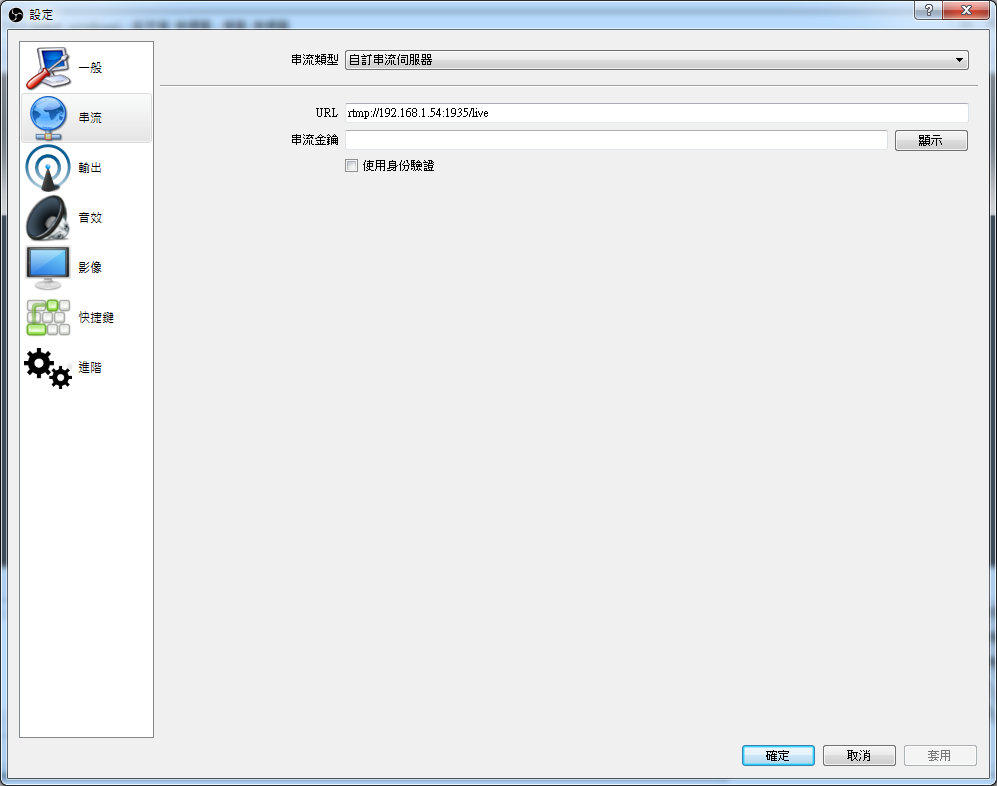 設定
?
一般
串流
輸出
音效
影像
快捷鍵
進階
串流類型 自訂串流伺服器
URL rtmp://192.168.1.54:1935/live
串流金鑰 顯示
使用身份驗證
確定 取消 套用